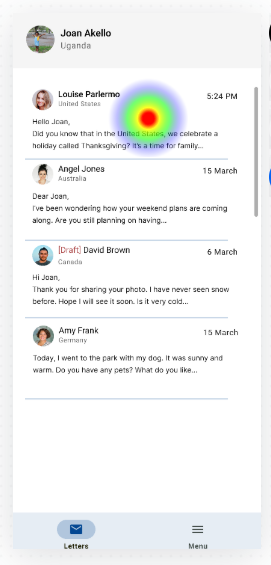 Joan Akello
Uganda
Louise Parlermo
5:24 PM
United States
Hello Joan,
Did you know that in the United States, we celebrate a
holiday called Thanksgiving? It's a time for family...
Angel Jones
15 March
Australia
Dear Joan,
I've been wondering how your weekend plans are coming
along. Are you still planning on having...
[Draft] David Brown
6 March
Canada
Hi Joan,
Thank you for sharing your photo. I have never seen snow
before. Hope I will see it soon. Is it very cold...
Amy Frank
15 March
Germany
Today, I went to the park with my dog. It was sunny and
warm. Do you have any pets? What do you like...
Letters
Menu